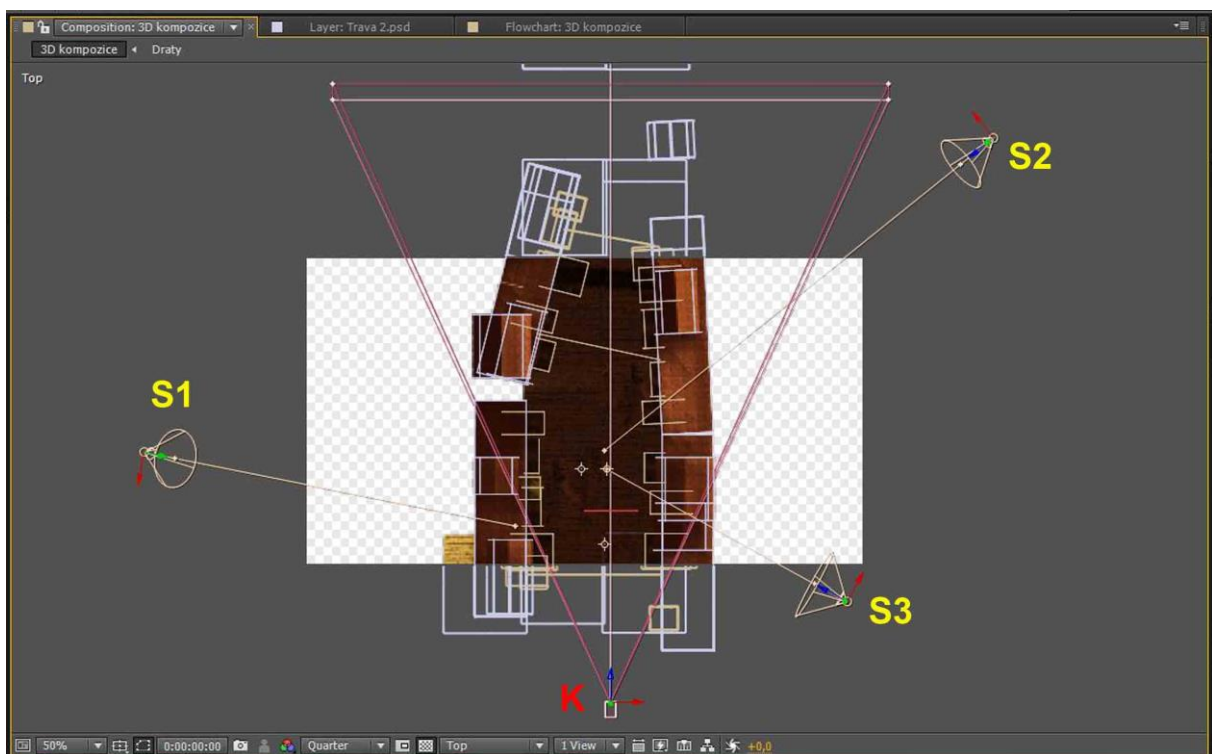 Composition: 3D kompozice
Layer: Trava 2.psd
Flowchart: 3D kompozice
3D kompozice
Draty
Top
S2
S1
S3
K
50%
0:00:00:00
Quarter
Top
1 View
+0,0